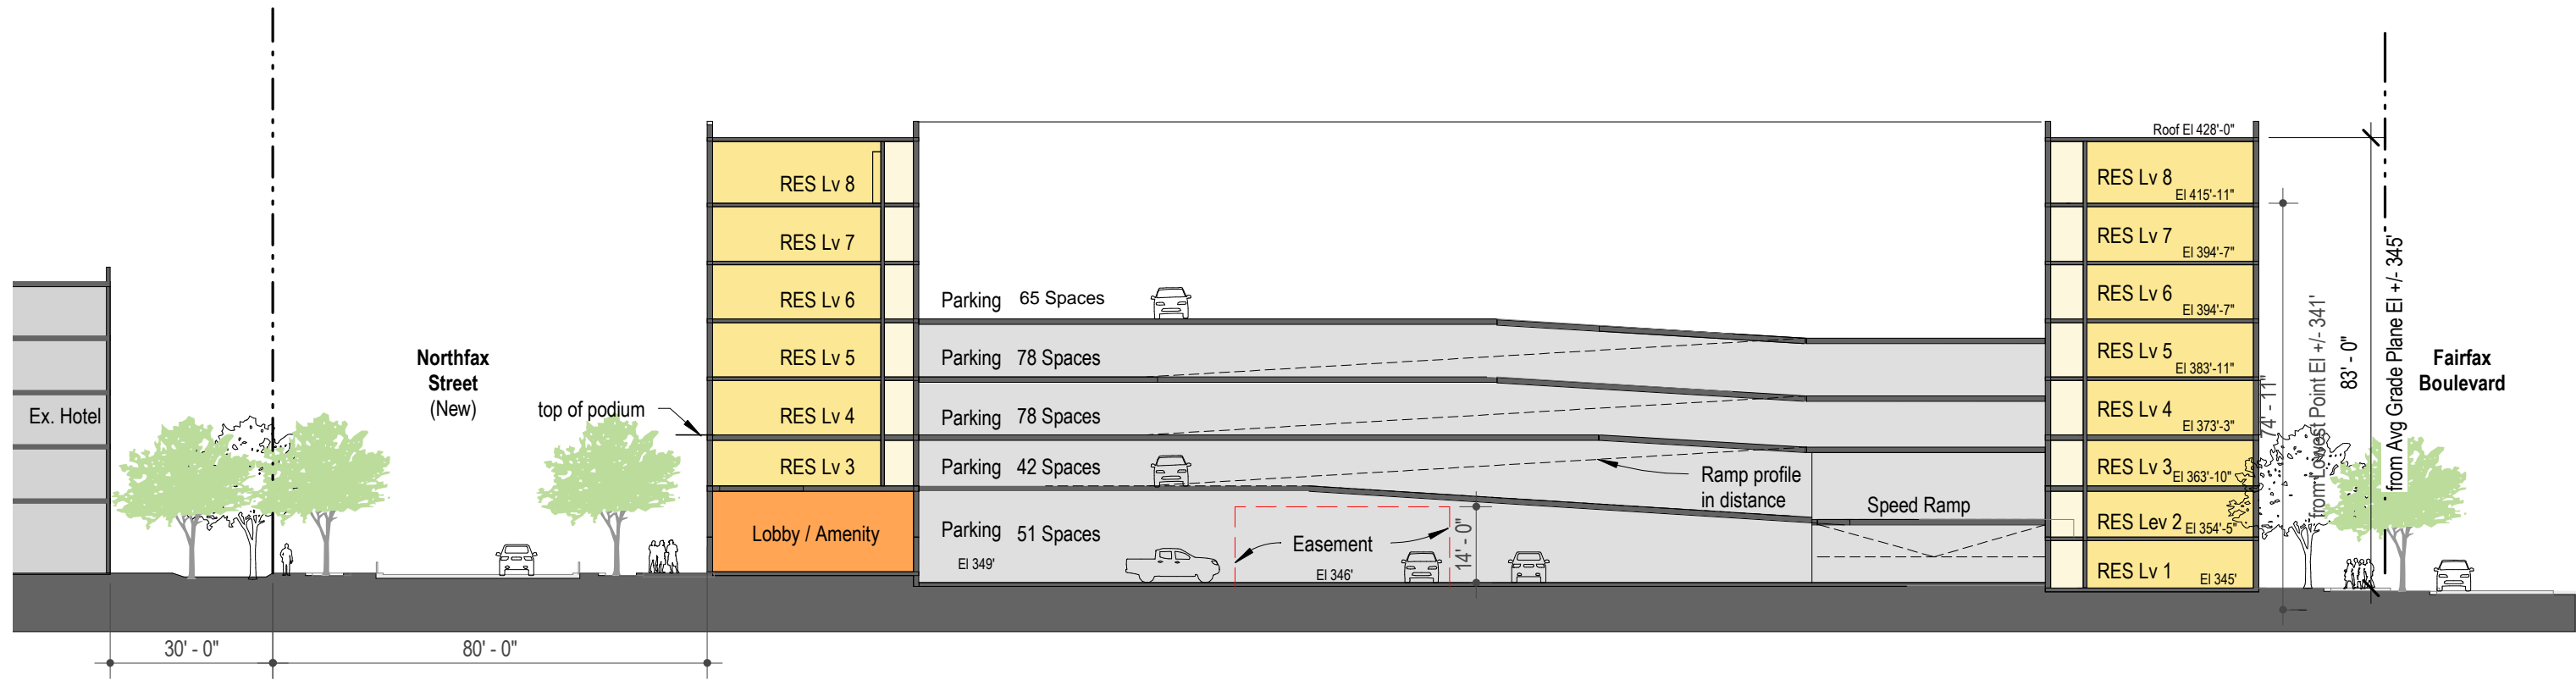 Ex. Hotel
Northfax
Street
(New)
top of podium
30' - 0"
80' - 0"
RES Lv 8
RES Lv 7
RES Lv 6
RES Lv 5
RES Lv 4
RES Lv 3
Lobby / Amenity
Parking 65 Spaces
Parking 78 Spaces
Parking 78 Spaces
Parking 42 Spaces
Parking 51 Spaces
El 349'
Easement
El 346'
14' - 0"
Ramp profile
in distance
Speed Ramp
Roof El 428'-0"
RES Lv 8
El 415'-11"
RES Lv 7
El 394'-7"
RES Lv 6
El 394'-7"
RES Lv 5
El 383'-11"
RES Lv 4
El 373'-3"
RES Lv 3 El 363'-10"
RES Lev 2 El 354'-5"
RES Lv 1 El 345'
74' - 11"
from Lowest Point El +/- 341'
83' - 0"
from Avg Grade Plane El +/- 345'
Fairfax
Boulevard